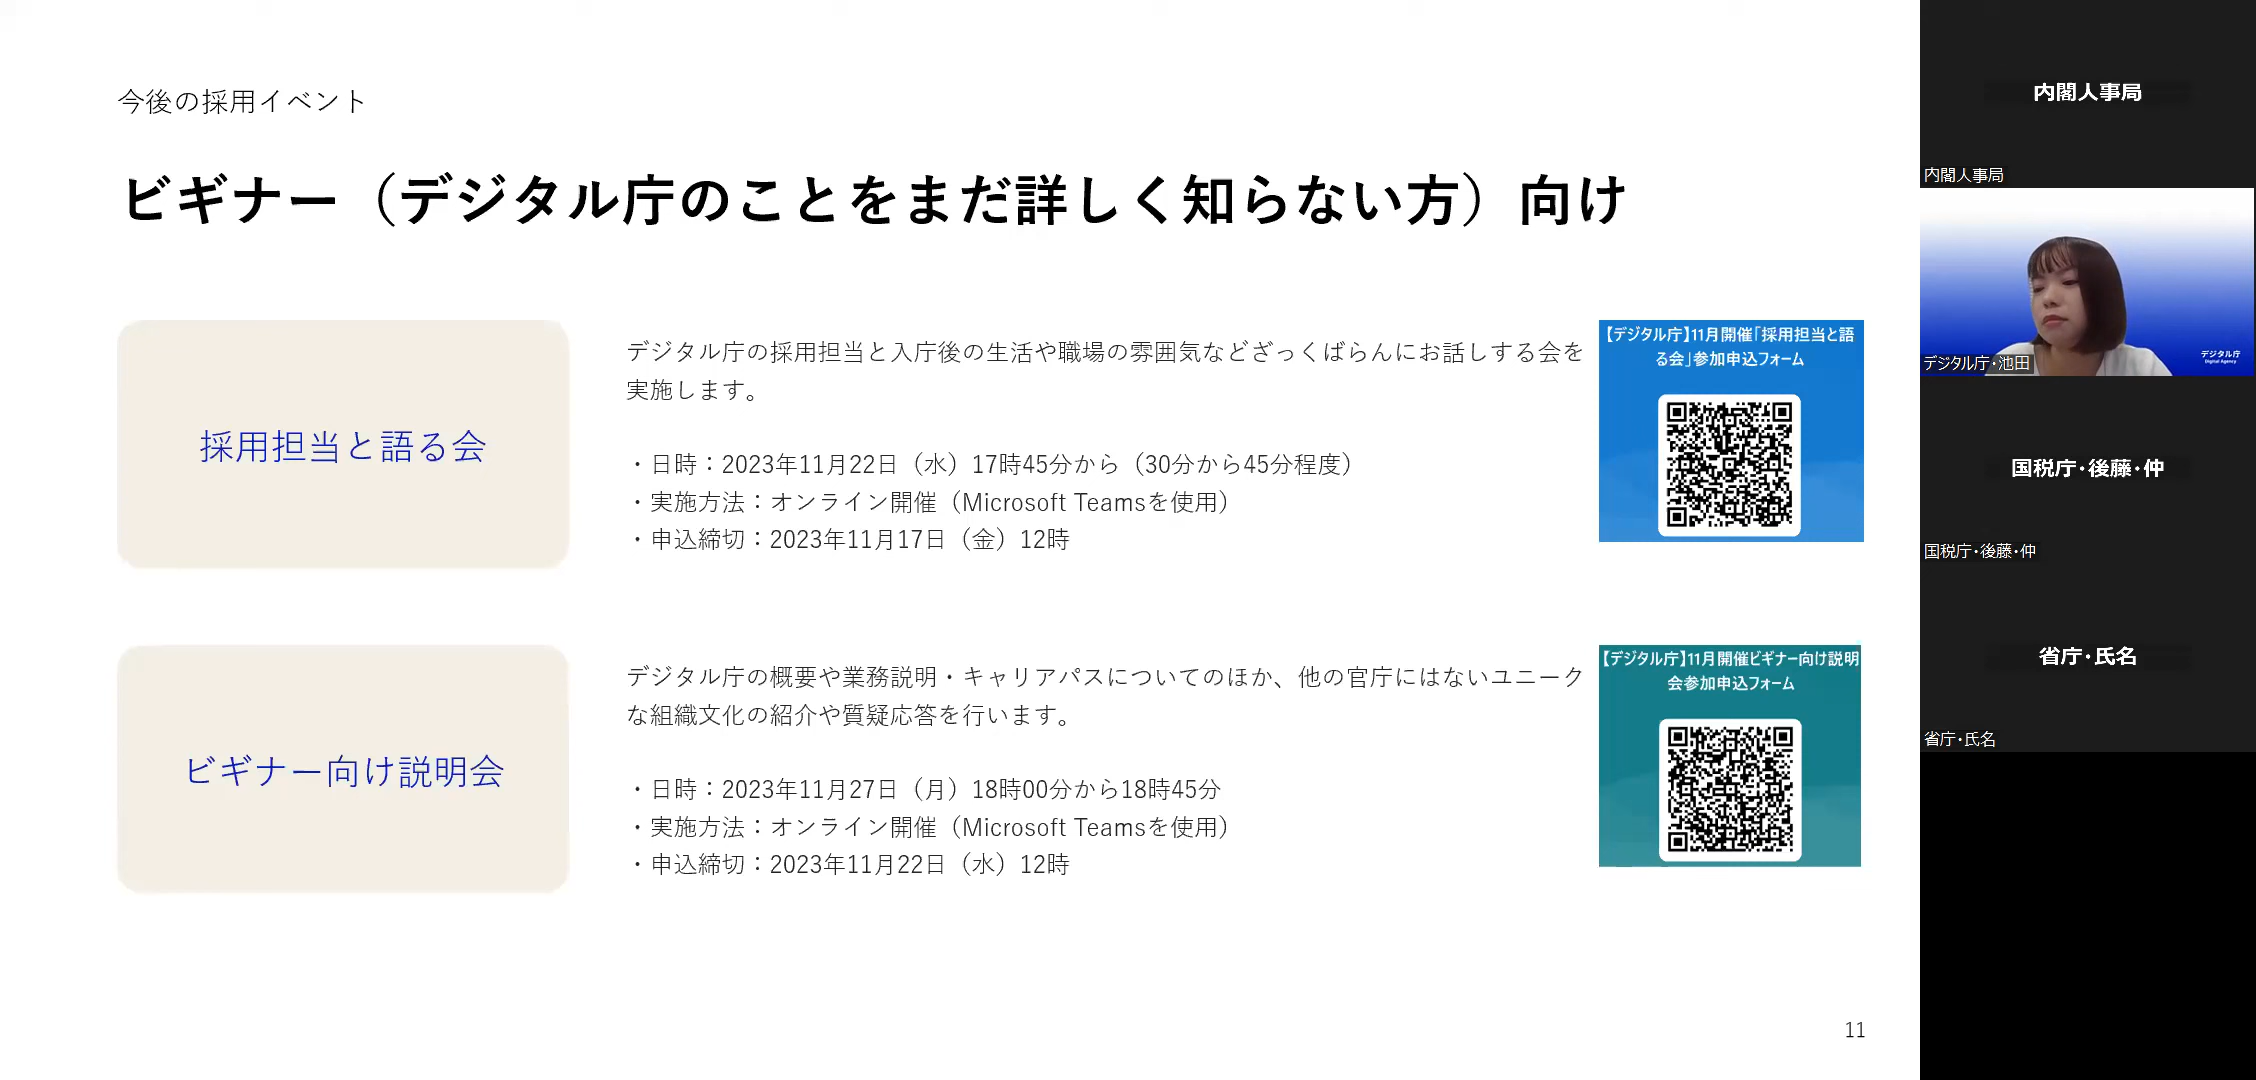 今後の採用イベント
ビギナー（デジタル庁のことをまだ詳しく知らない方）向け
採用担当と語る会
デジタル庁の採用担当と入庁後の生活や職場の雰囲気などざっくばらんにお話しする会を
実施します。
・日時：2023年11月22日（水）17時45分から（30分から45分程度）
・実施方法：オンライン開催（Microsoft Teamsを使用）
・申込締切：2023年11月17日（金）12時
【デジタル庁】11月開催「採用担当と語
る会」参加申込フォーム
ビギナー向け説明会
デジタル庁の概要や業務説明・キャリアパスについてのほか、他の官庁にはないユニーク
な組織文化の紹介や質疑応答を行います。
・日時：2023年11月27日（月）18時00分から18時45分
・実施方法：オンライン開催（Microsoft Teamsを使用）
・申込締切：2023年11月22日（水）12時
【デジタル庁】11月開催ビギナー向け説明
会参加申込フォーム
11
内閣人事局
内閣人事局
デジタル庁
Digital Agency
デジタル庁・池田
国税庁・後藤・仲
国税庁・後藤・仲
省庁・氏名
省庁・氏名